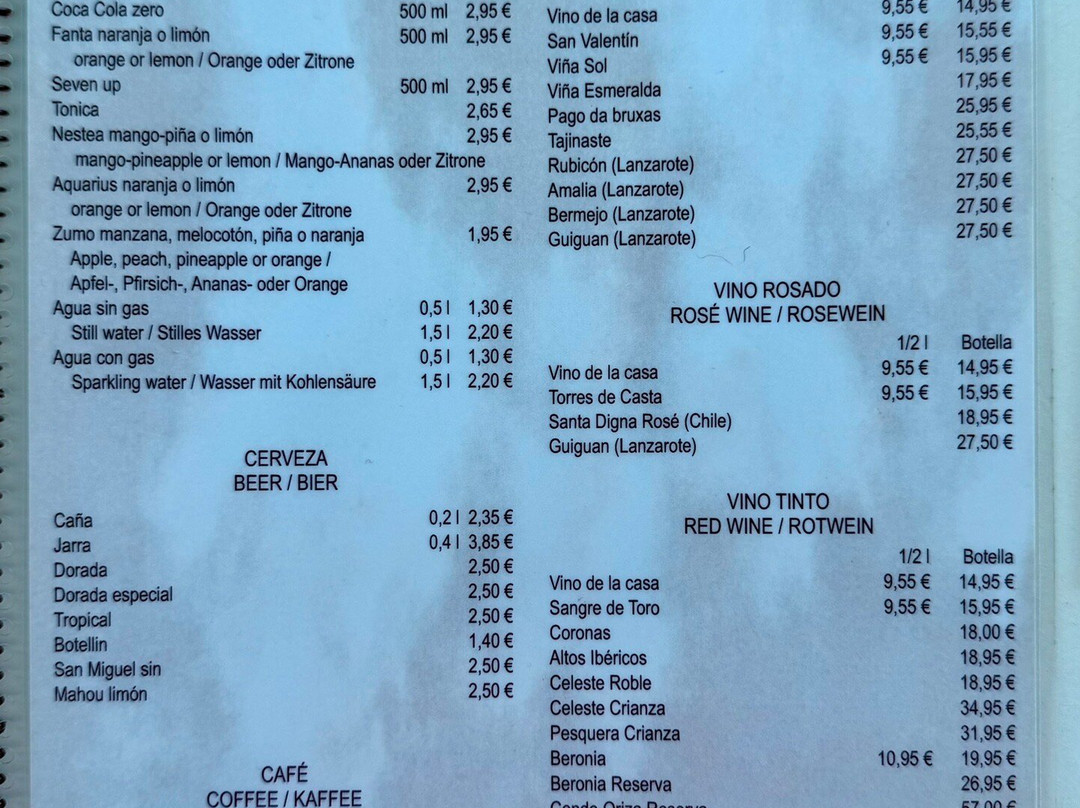 Coca Cola zero 500 ml 2,95 €
Fanta naranja o limón 500 ml 2,95 €
orange or lemon / Orange oder Zitrone
Seven up 500 ml 2,95 €
Tonica 2,65 €
Nestea mango-piña o limón 2,95 €
mango-pineapple or lemon / Mango-Ananas oder Zitrone
Aquarius naranja o limón 2,95 €
orange or lemon / Orange oder Zitrone
Zumo manzana, melocotón, piña o naranja 1,95 €
Apple, peach, pineapple or orange /
Apfel-, Pfirsich-, Ananas- oder Orange
Agua sin gas 0,5 l 1,30 €
Still water / Stilles Wasser 1,5 l 2,20 €
Agua con gas 0,5 l 1,30 €
Sparkling water / Wasser mit Kohlensäure 1,5 l 2,20 €
CERVEZA
BEER / BIER
Caña 0,2 l 2,35 €
Jarra 0,4 l 3,85 €
Dorada 2,50 €
Dorada especial 2,50 €
Tropical 2,50 €
Botellin 1,40 €
San Miguel sin 2,50 €
Mahou limón 2,50 €
CAFÉ
COFFEE / KAFFEE
Vino de la casa 9,55 € 14,95 €
San Valentín 9,55 € 15,55 €
Viña Sol 9,55 € 15,95 €
Viña Esmeralda 17,95 €
Pago da bruxas 25,95 €
Tajinaste 25,55 €
Rubicón (Lanzarote) 27,50 €
Amalia (Lanzarote) 27,50 €
Bermejo (Lanzarote) 27,50 €
Guiguan (Lanzarote) 27,50 €
VINO ROSADO
ROSÉ WINE / ROSEWEIN
1/2 l Botella
Vino de la casa 9,55 € 14,95 €
Torres de Casta 9,55 € 15,95 €
Santa Digna Rosé (Chile) 18,95 €
Guiguan (Lanzarote) 27,50 €
VINO TINTO
RED WINE / ROTWEIN
1/2 l Botella
Vino de la casa 9,55 € 14,95 €
Sangre de Toro 9,55 € 15,95 €
Coronas 18,00 €
Altos Ibéricos 18,95 €
Celeste Roble 18,95 €
Celeste Crianza 34,95 €
Pesquera Crianza 31,95 €
Beronia 10,95 € 19,95 €
Beronia Reserva 26,95 €
Conde Oriza Reserva 57,00 €